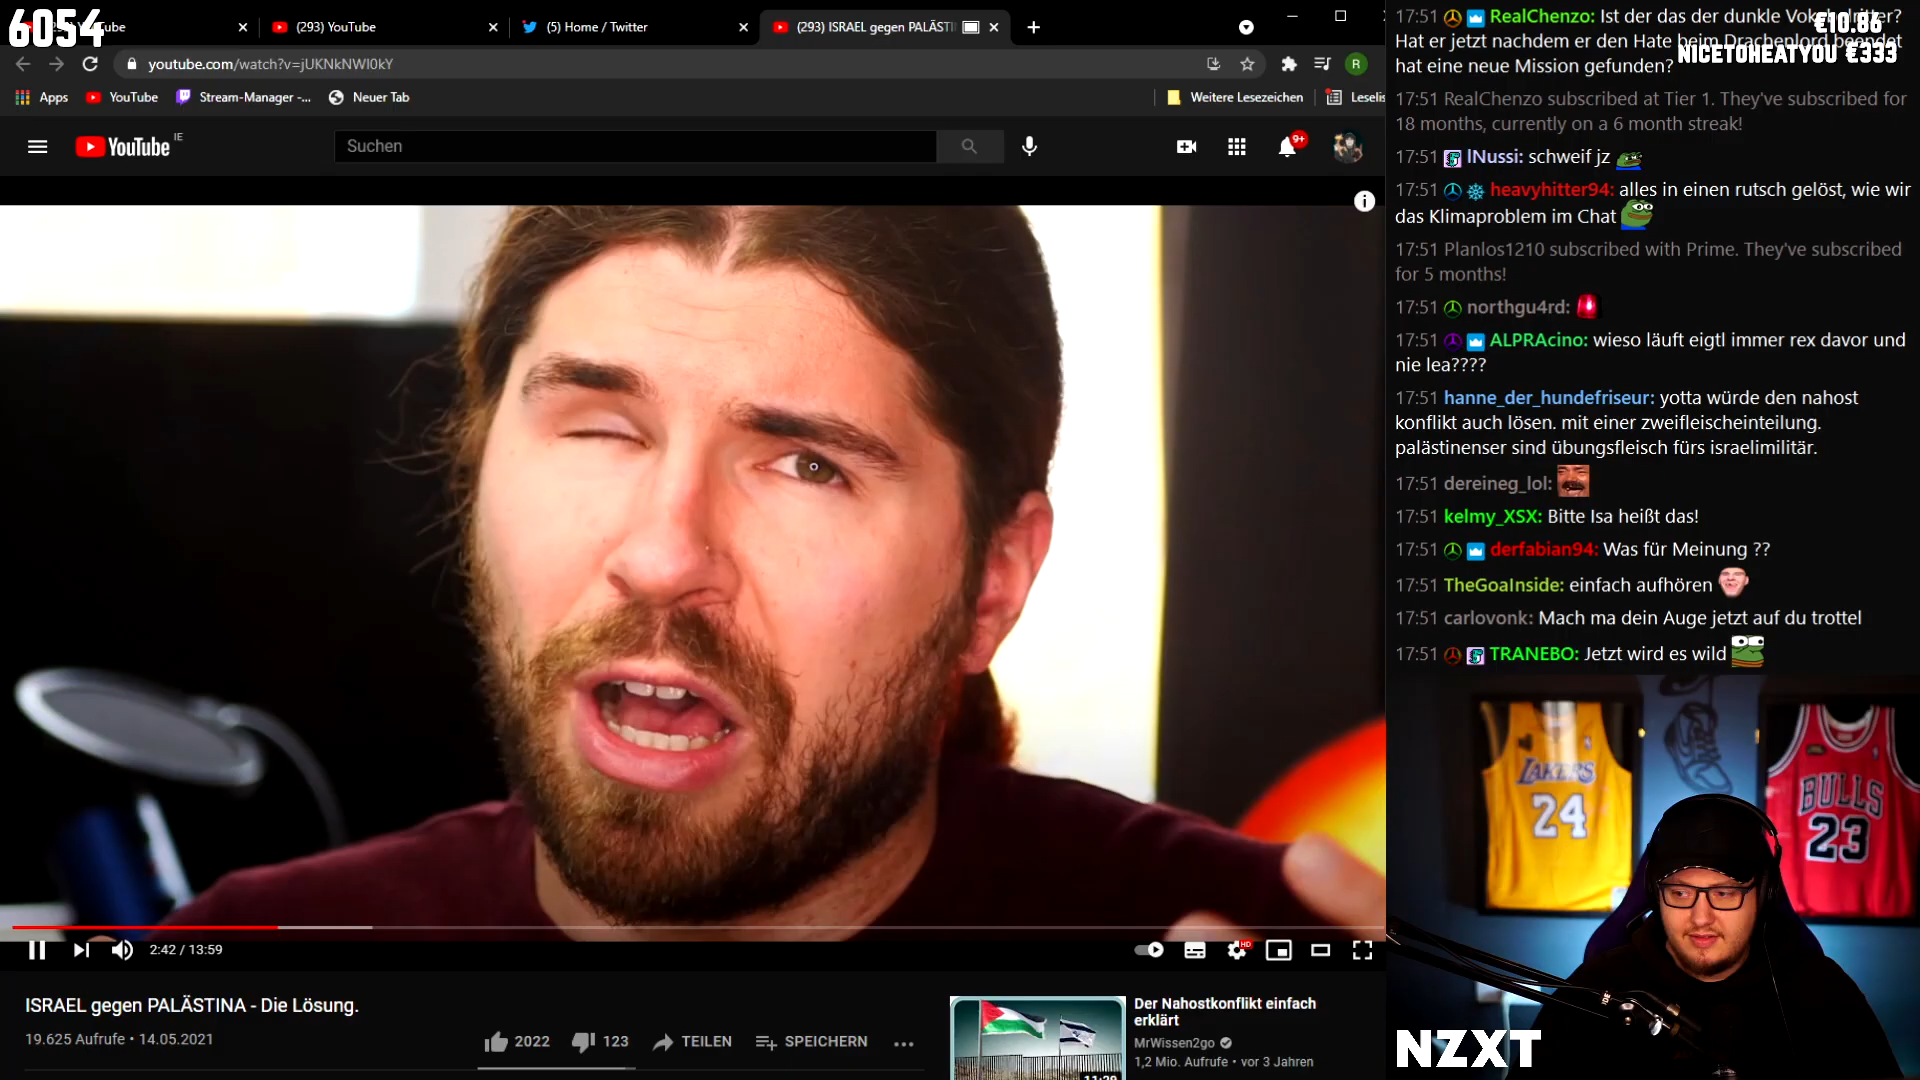 6054
(293) YouTube
(5) Home / Twitter
(293) ISRAEL gegen PALÄSTI
youtube.com/watch?v=jUKNkNWI0kY
R
Apps
YouTube
Stream-Manager -...
Neuer Tab
Weitere Lesezeichen
Leselis
YouTube IE
Suchen
9+
2:42 / 13:59
HD
ISRAEL gegen PALÄSTINA - Die Lösung.
19.625 Aufrufe • 14.05.2021
2022
123
TEILEN
SPEICHERN
Der Nahostkonflikt einfach
erklärt
MrWissen2go
1,2 Mio. Aufrufe • vor 3 Jahren
17:51 RealChenzo: Ist der das der dunkle
Hat er jetzt nachdem er den Hate beim Drachenlord beendet
hat eine neue Mission gefunden?
€10.86
NICETOHEATYOU €333
17:51 RealChenzo subscribed at Tier 1. They've subscribed for
18 months, currently on a 6 month streak!
17:51 lNussi: schweif jz
17:51 heavyhitter94: alles in einen rutsch gelöst, wie wir
das Klimaproblem im Chat
17:51 Planlos1210 subscribed with Prime. They've subscribed
for 5 months!
17:51 northgu4rd:
17:51 ALPRAcino: wieso läuft eigtl immer rex davor und
nie lea????
17:51 hanne_der_hundefriseur: yotta würde den nahost
konflikt auch lösen. mit einer zweifleischeinteilung.
palästinenser sind übungsfleisch fürs israelimilitär.
17:51 dereineg_lol:
17:51 kelmy_XSX: Bitte Isa heißt das!
17:51 derfabian94: Was für Meinung ??
17:51 TheGoaInside: einfach aufhören
17:51 carlovonk: Mach ma dein Auge jetzt auf du trottel
17:51 TRANEBO: Jetzt wird es wild
LAKERS
24
BULLS
23
NZXT